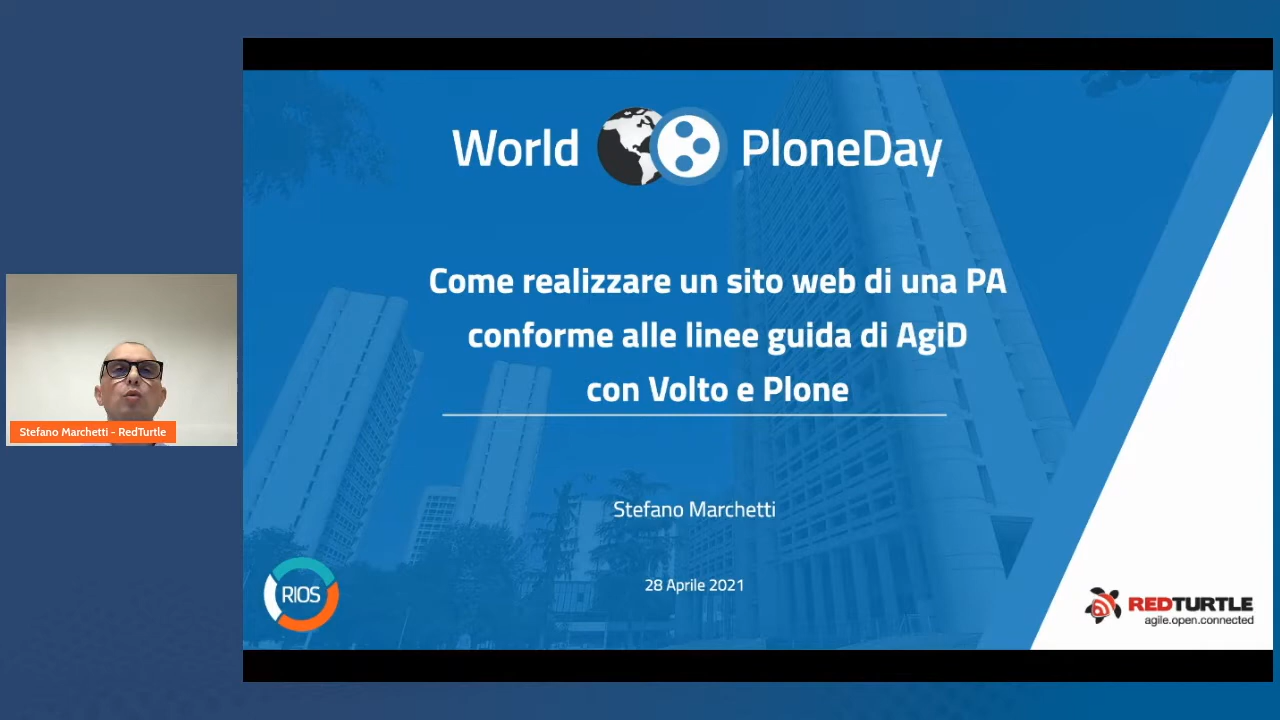 World PloneDay
Come realizzare un sito web di una PA
conforme alle linee guida di AgiD
con Volto e Plone
Stefano Marchetti
28 Aprile 2021
RIOS
REDTURTLE
agile.open.connected
Stefano Marchetti - RedTurtle